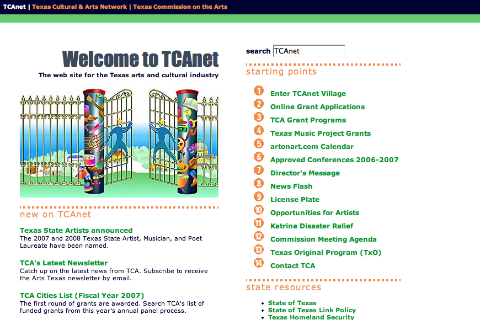 TCAnet | Texas Cultural & Arts Network | Texas Commission on the Arts
Welcome to TCAnet
The web site for the Texas arts and cultural industry
new on TCAnet
Texas State Artists announced
The 2007 and 2008 Texas State Artist, Musician, and Poet
Laureate have been named.
TCA's Latest Newsletter
Catch up on the latest news from TCA. Subscribe to receive
the Arts Texas newsletter by email.
TCA Cities List (Fiscal Year 2007)
The first round of grants are awarded. Search TCA's list of
funded grants from this year's annual panel process.
search TCAnet
starting points
1 Enter TCAnet Village
2 Online Grant Applications
3 TCA Grant Programs
4 Texas Music Project Grants
5 artonart.com Calendar
6 Approved Conferences 2006-2007
7 Director's Message
8 News Flash
9 License Plate
10 Opportunities for Artists
11 Katrina Disaster Relief
12 Commission Meeting Agenda
13 Texas Original Program (TxO)
14 Contact TCA
state resources
State of Texas
State of Texas Link Policy
Texas Homeland Security